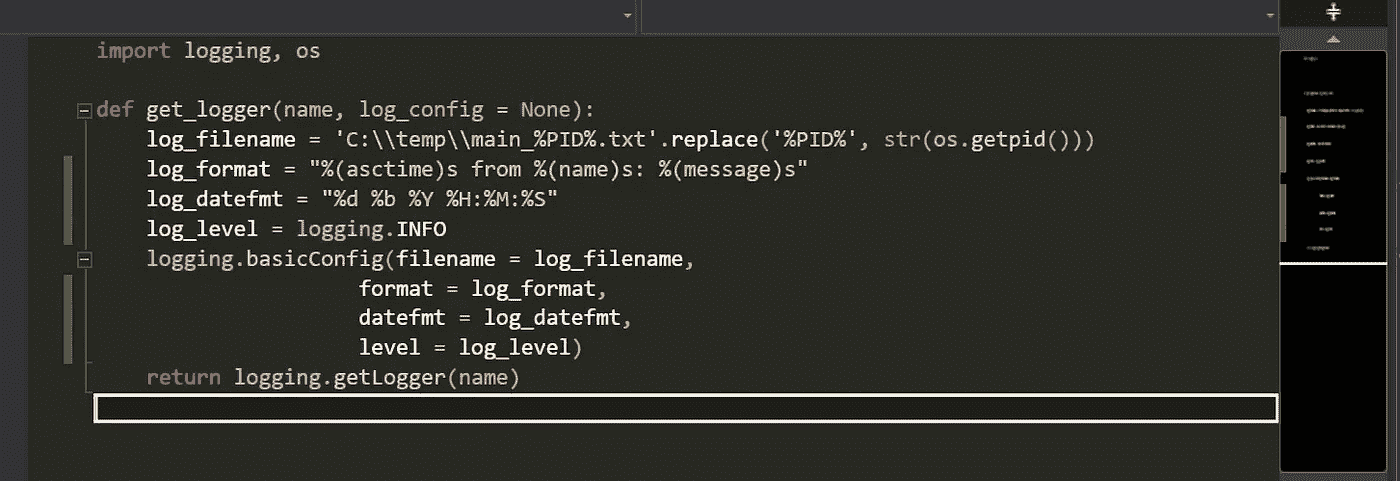 import logging, os
def get_logger(name, log_config = None):
log_filename = 'C:\\temp\\main_%PID%.txt'.replace('%PID%', str(os.getpid()))
log_format = "%(asctime)s from %(name)s: %(message)s"
log_datefmt = "%d %b %Y %H:%M:%S"
log_level = logging.INFO
logging.basicConfig(filename = log_filename,
format = log_format,
datefmt = log_datefmt,
level = log_level)
return logging.getLogger(name)